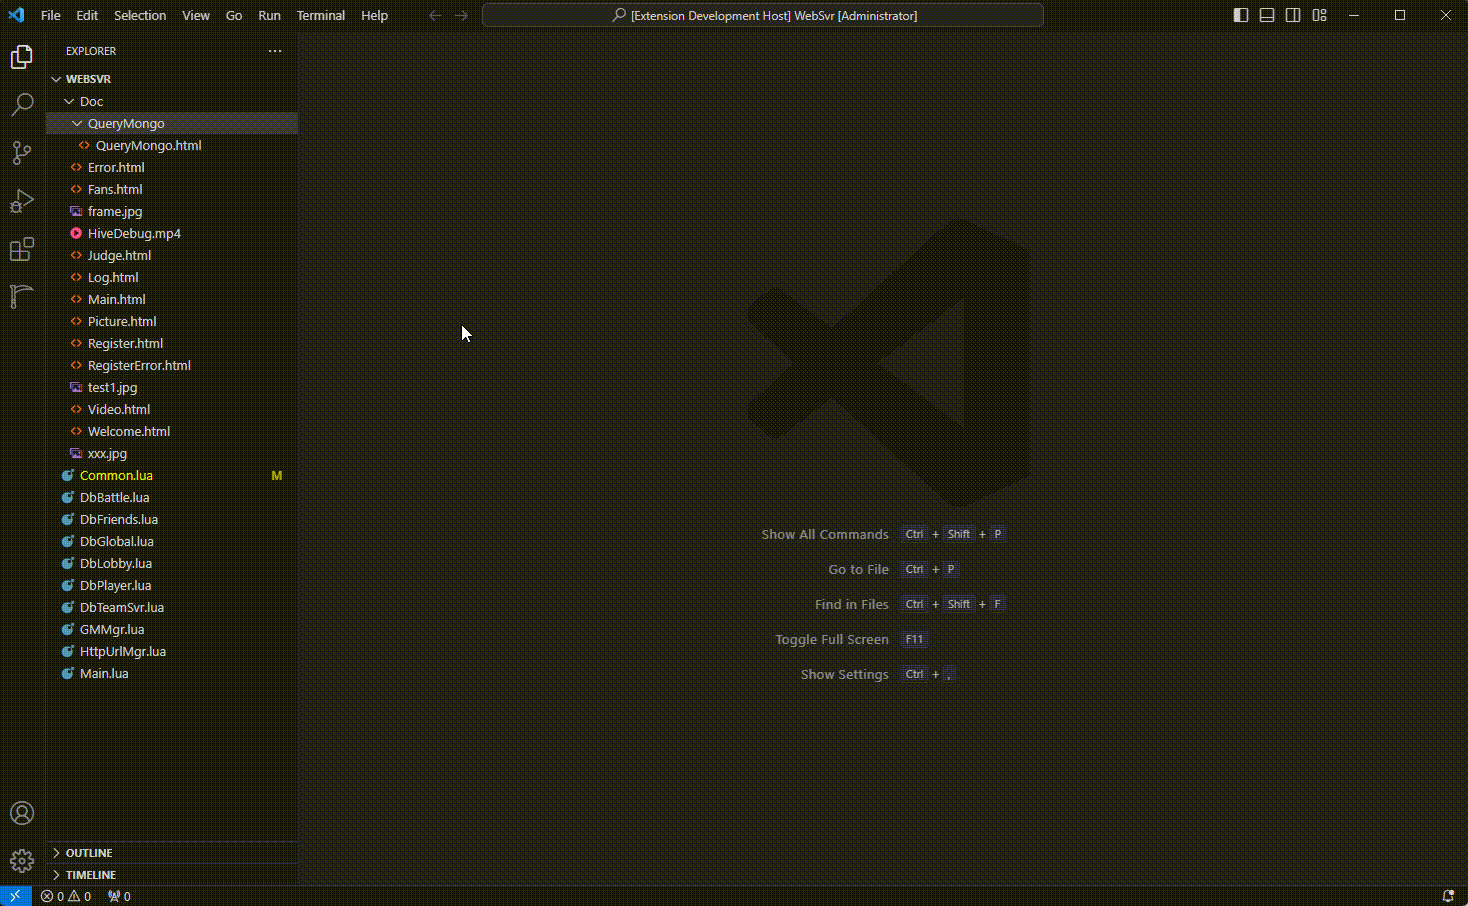 File Edit Selection View Go Run Terminal Help
[Extension Development Host] WebSvr [Administrator]
EXPLORER
WEBSVR
Doc
QueryMongo
QueryMongo.html
Error.html
Fans.html
frame.jpg
HiveDebug.mp4
Judge.html
Log.html
Main.html
Picture.html
Register.html
RegisterError.html
test1.jpg
Video.html
Welcome.html
xxx.jpg
Common.lua M
DbBattle.lua
DbFriends.lua
DbGlobal.lua
DbLobby.lua
DbPlayer.lua
DbTeamSvr.lua
GMMgr.lua
HttpUrlMgr.lua
Main.lua
OUTLINE
TIMELINE
Show All Commands Ctrl + Shift + P
Go to File Ctrl + P
Find in Files Ctrl + Shift + F
Toggle Full Screen F11
Show Settings Ctrl + ,
0 0 0